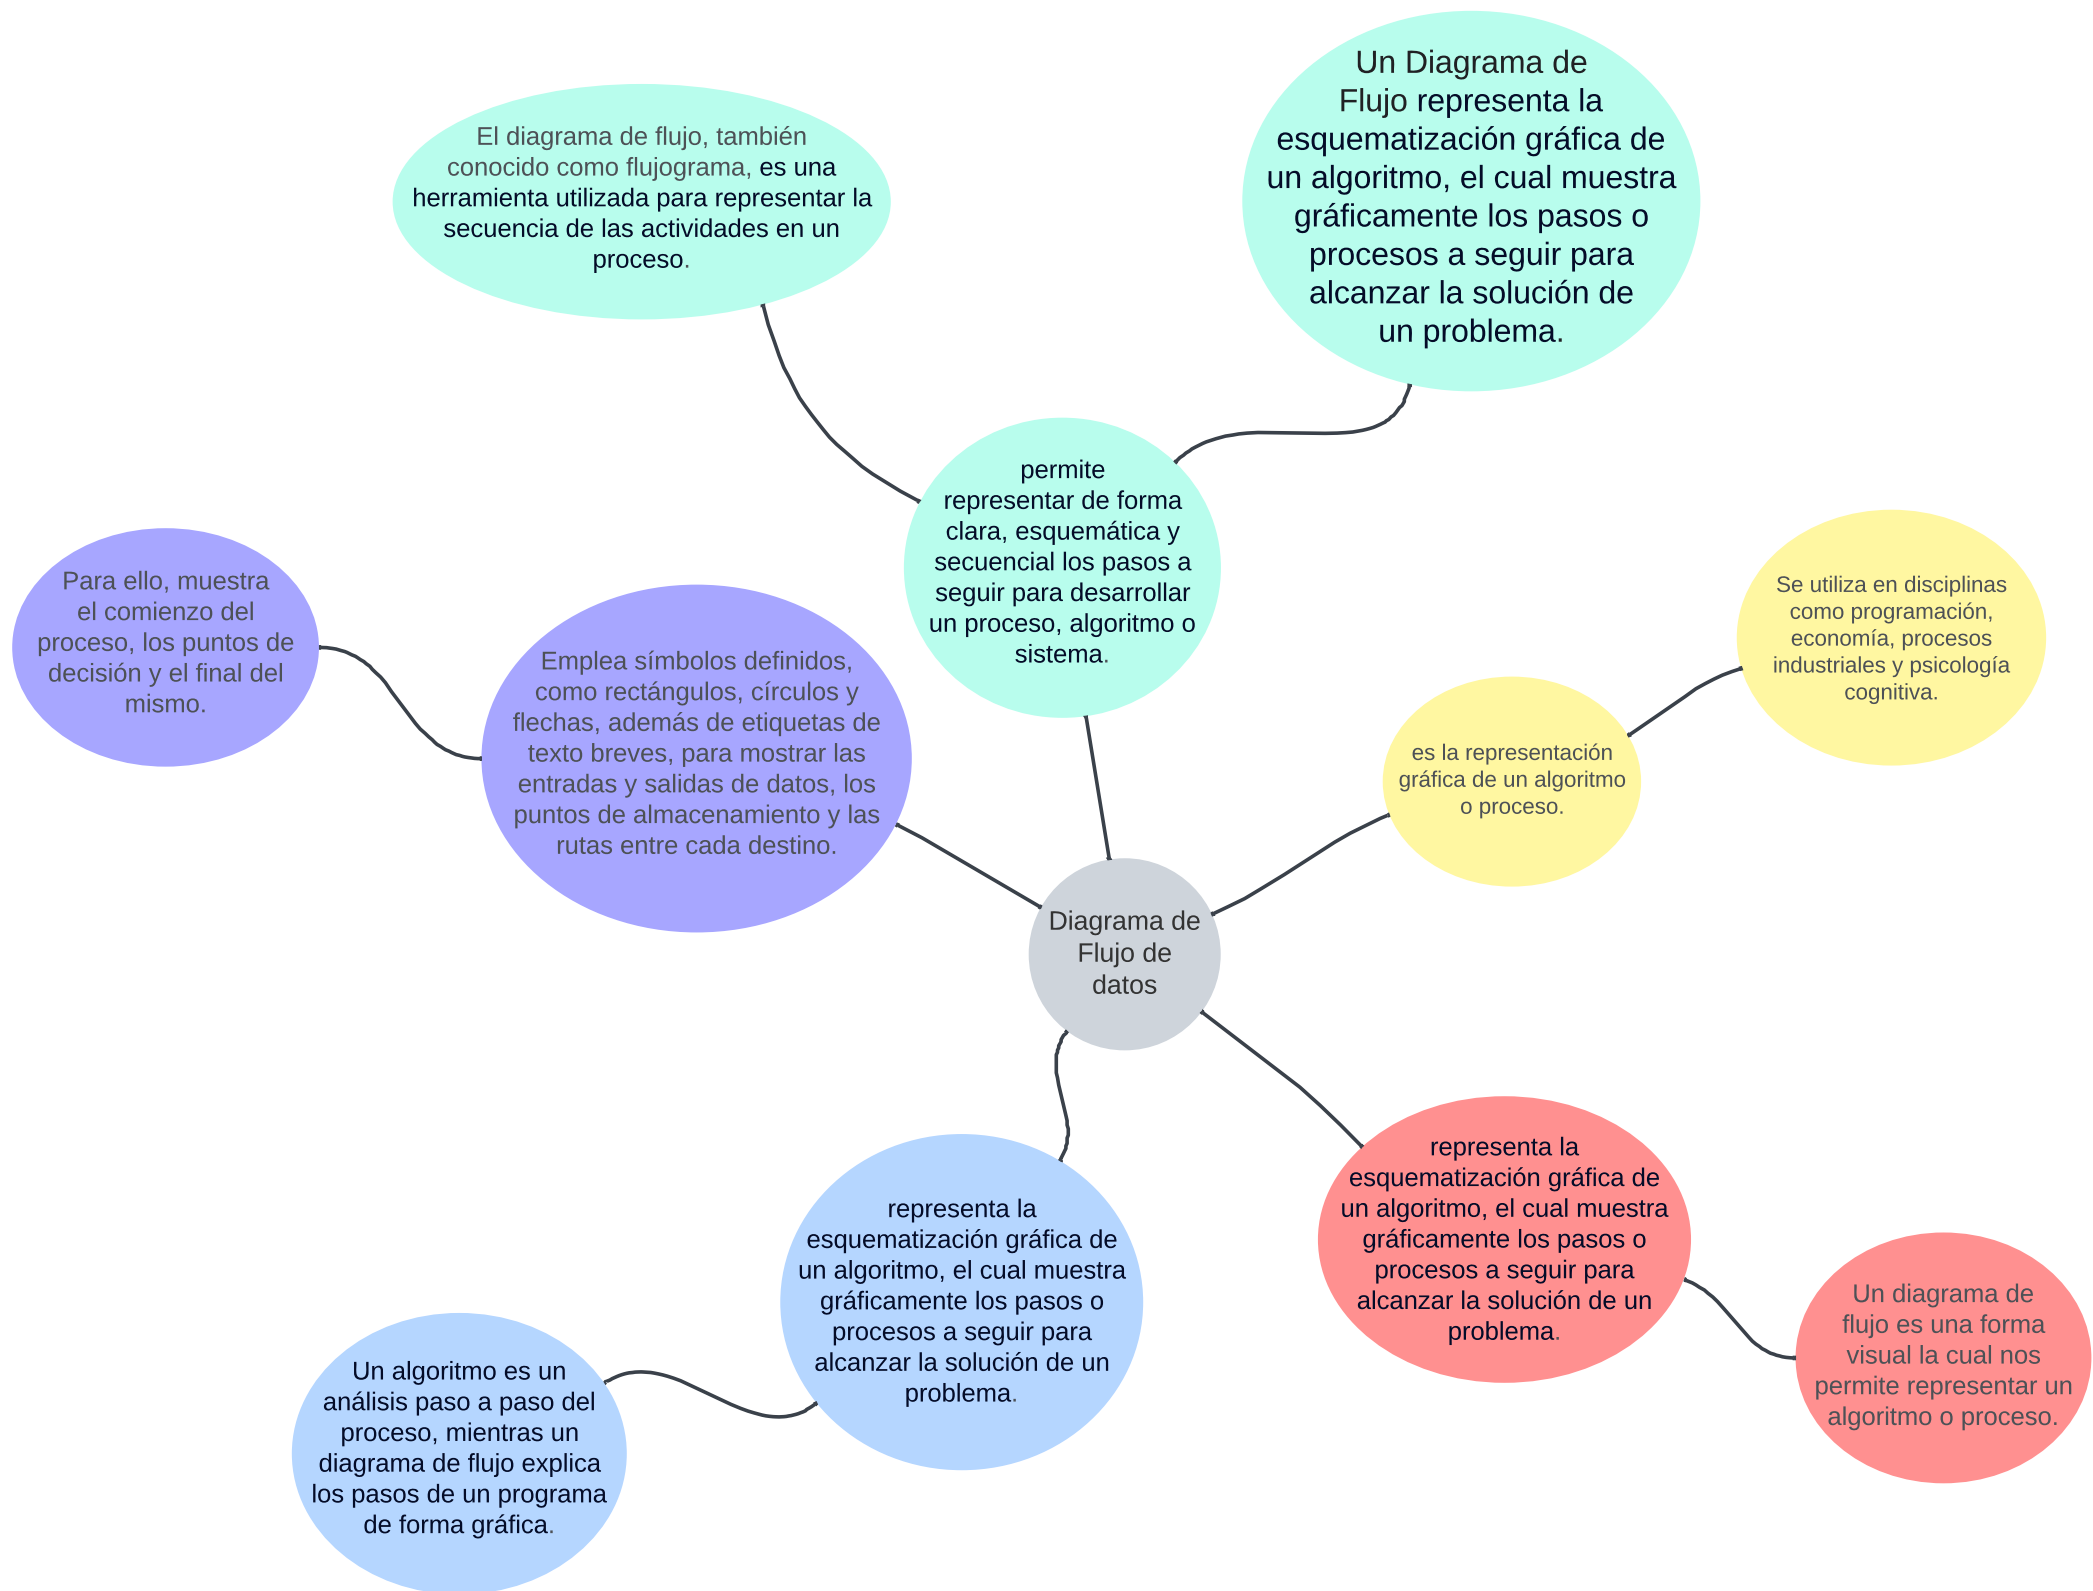 Un Diagrama de
Flujo representa la
esquematización gráfica de
un algoritmo, el cual muestra
gráficamente los pasos o
procesos a seguir para
alcanzar la solución de
un problema.
El diagrama de flujo, también
conocido como flujograma, es una
herramienta utilizada para representar la
secuencia de las actividades en un
proceso.
permite
representar de forma
clara, esquemática y
secuencial los pasos a
seguir para desarrollar
un proceso, algoritmo o
sistema.
Para ello, muestra
el comienzo del
proceso, los puntos de
decisión y el final del
mismo.
Emplea símbolos definidos,
como rectángulos, círculos y
flechas, además de etiquetas de
texto breves, para mostrar las
entradas y salidas de datos, los
puntos de almacenamiento y las
rutas entre cada destino.
Se utiliza en disciplinas
como programación,
economía, procesos
industriales y psicología
cognitiva.
es la representación
gráfica de un algoritmo
o proceso.
Diagrama de
Flujo de
datos
representa la
esquematización gráfica de
un algoritmo, el cual muestra
gráficamente los pasos o
procesos a seguir para
alcanzar la solución de un
problema.
Un diagrama de
flujo es una forma
visual la cual nos
permite representar un
algoritmo o proceso.
representa la
esquematización gráfica de
un algoritmo, el cual muestra
gráficamente los pasos o
procesos a seguir para
alcanzar la solución de un
problema.
Un algoritmo es un
análisis paso a paso del
proceso, mientras un
diagrama de flujo explica
los pasos de un programa
de forma gráfica.